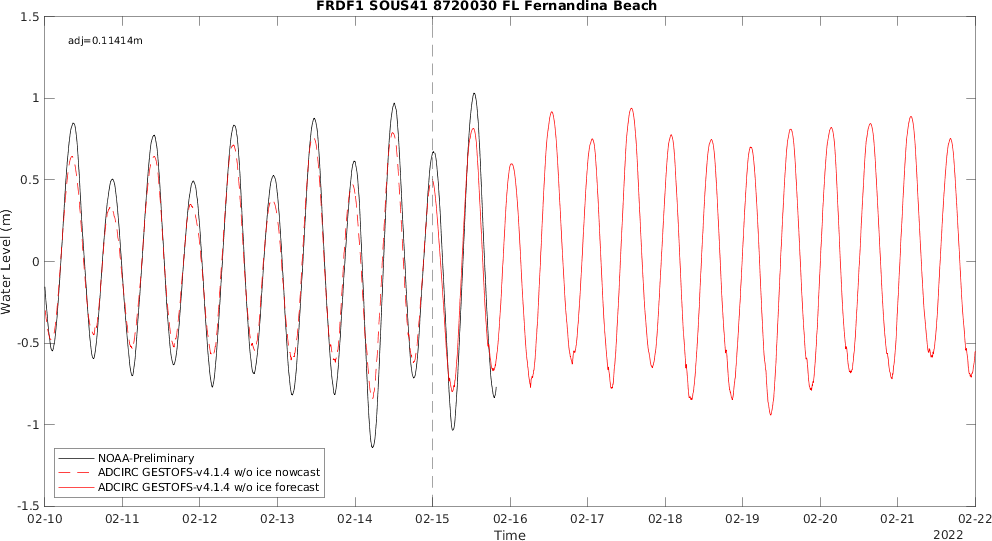 FRDF1 SOUS41 8720030 FL Fernandina Beach
adj=0.11414m
1.5
1
0.5
0
-0.5
-1
-1.5
Water Level (m)
NOAA-Preliminary
ADCIRC GESTOFS-v4.1.4 w/o ice nowcast
ADCIRC GESTOFS-v4.1.4 w/o ice forecast
02-10 02-11 02-12 02-13 02-14 02-15 02-16 02-17 02-18 02-19 02-20 02-21 02-22
Time
2022